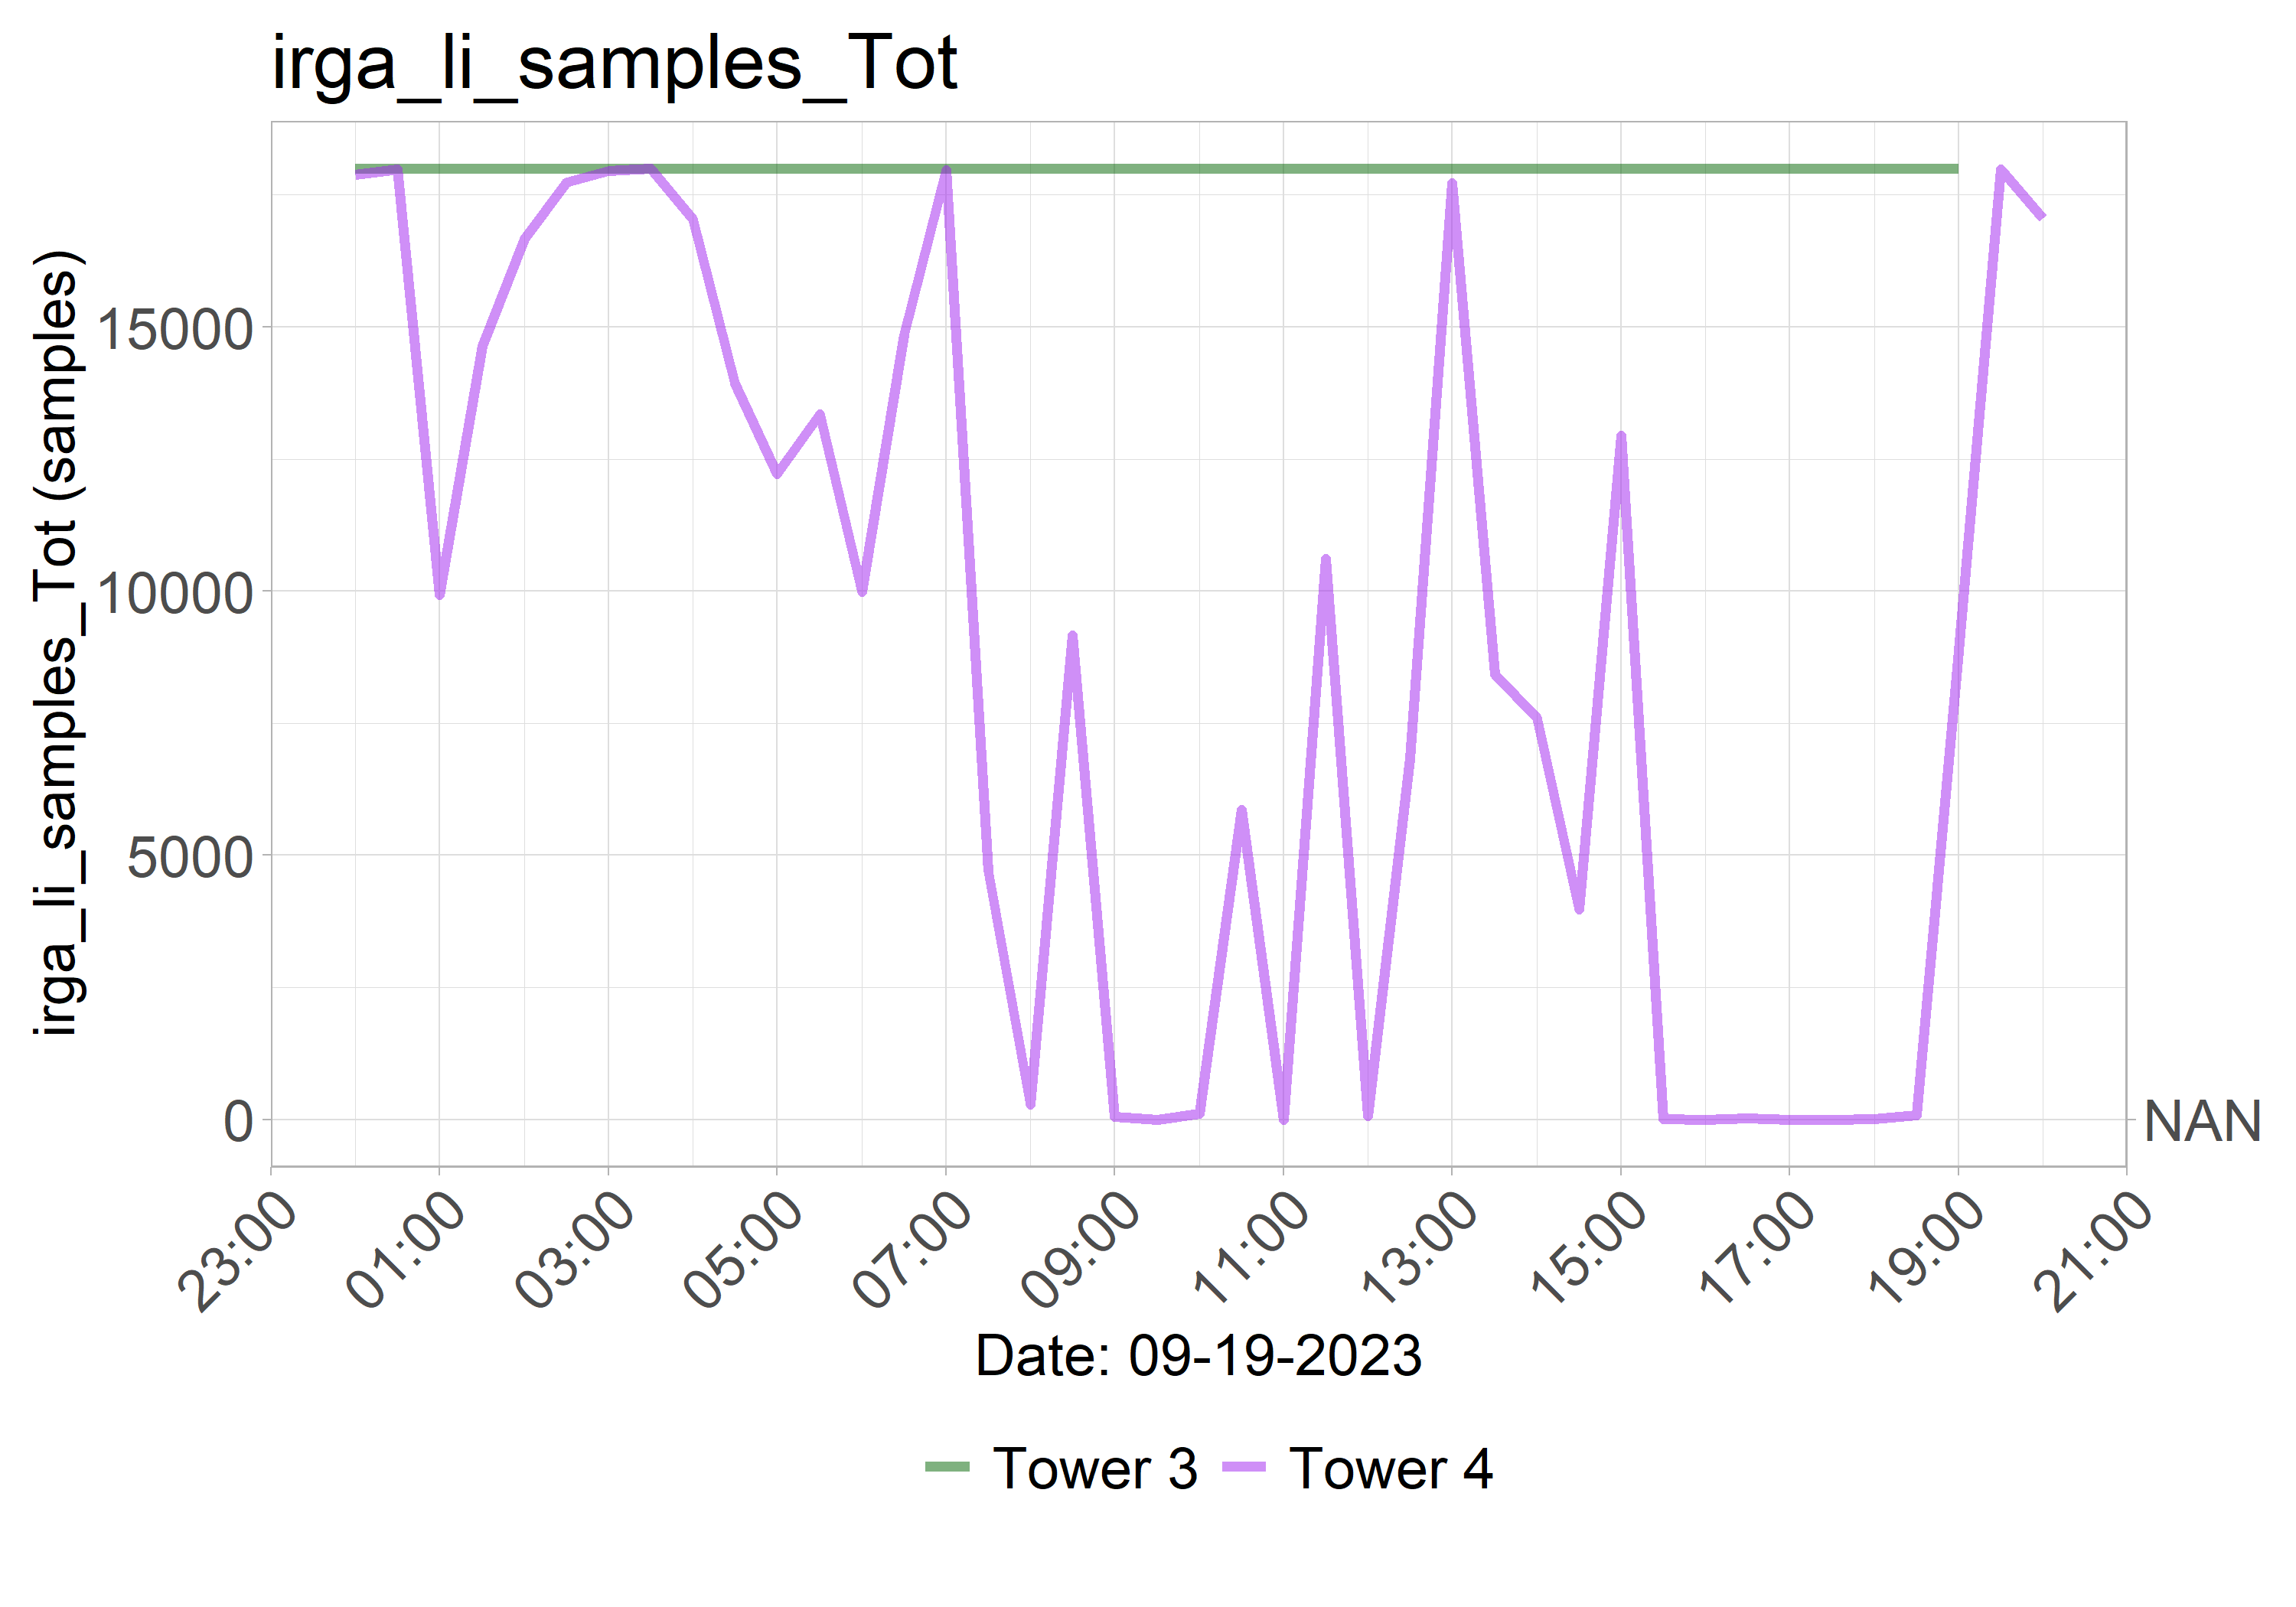 irga_li_samples_Tot
irga_li_samples_Tot (samples)
15000
10000
5000
0
NAN
23:00
01:00
03:00
05:00
07:00
09:00
11:00
13:00
15:00
17:00
19:00
21:00
Date: 09-19-2023
Tower 3
Tower 4